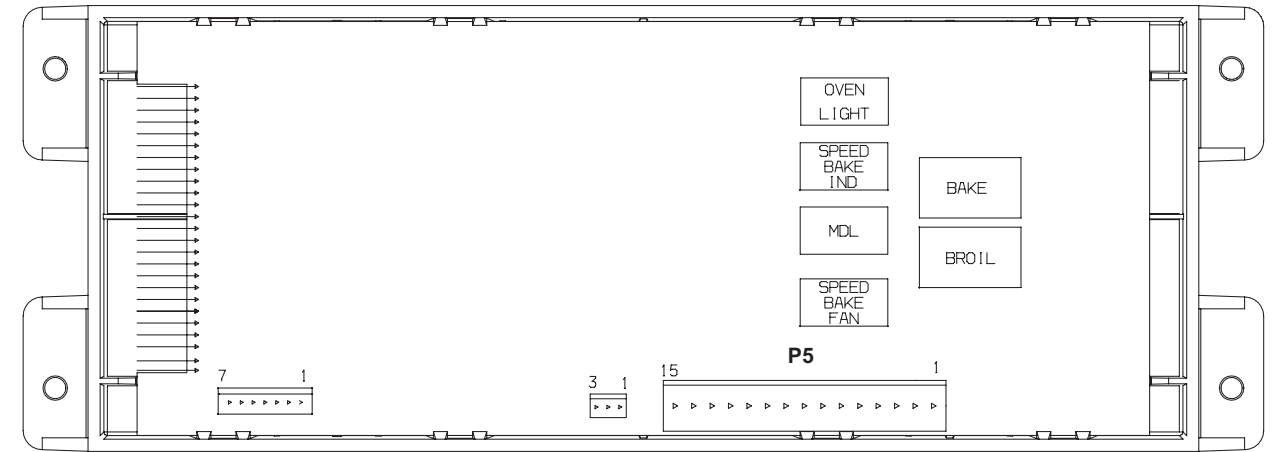 OVEN
LIGHT
SPEED
BAKE
IND
BAKE
MDL
BROIL
SPEED
BAKE
FAN
P5
7 1
3 1
15 1